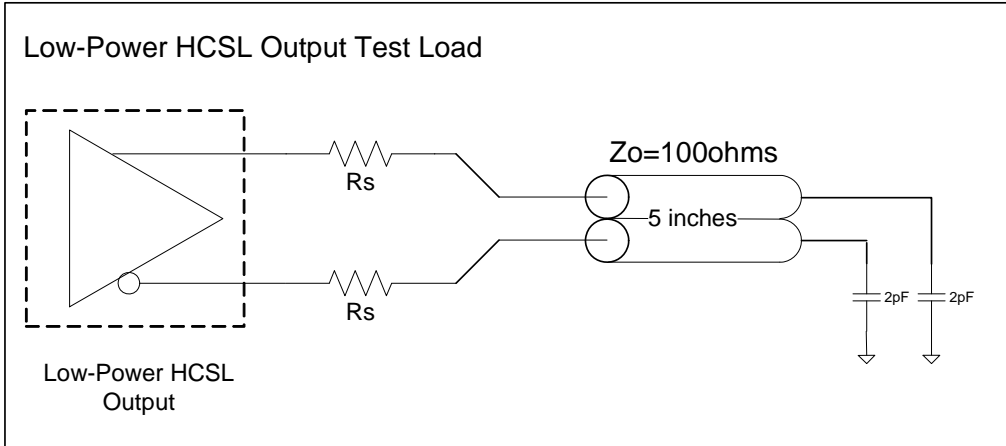 Low-Power HCSL Output Test Load
Rs
Zo=100ohms
5 inches
Rs
2pF
2pF
Low-Power HCSL
Output